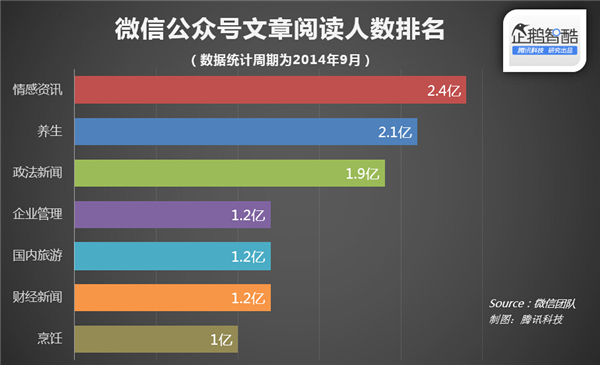 微信公众号文章阅读人数排名
（数据统计周期为2014年9月）
企鹅智酷
腾讯科技 研究出品
情感资讯 2.4亿
养生 2.1亿
政法新闻 1.9亿
企业管理 1.2亿
国内旅游 1.2亿
财经新闻 1.2亿
烹饪 1亿
Source：微信团队
制图：腾讯科技